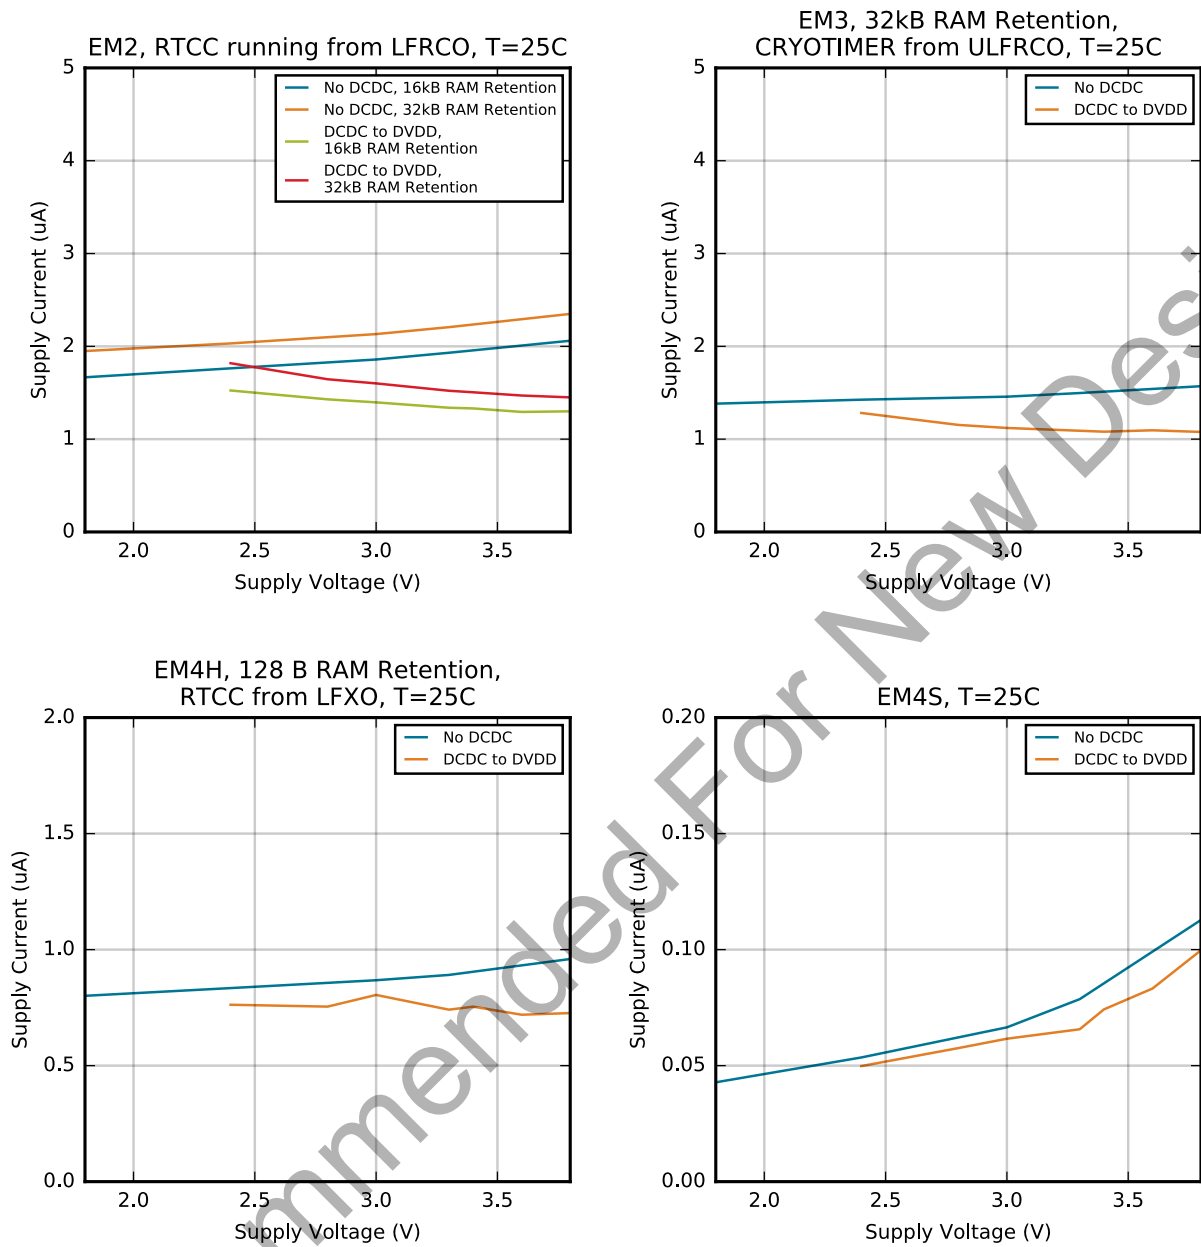 EM2, RTCC running from LFRCO, T=25C
5
4
3
2
1
0
Supply Current (uA)
No DCDC, 16kB RAM Retention
No DCDC, 32kB RAM Retention
DCDC to DVDD,
16kB RAM Retention
DCDC to DVDD,
32kB RAM Retention
2.0 2.5 3.0 3.5
Supply Voltage (V)
EM3, 32kB RAM Retention,
CRYOTIMER from ULFRCO, T=25C
5
4
3
2
1
0
Supply Current (uA)
No DCDC
DCDC to DVDD
2.0 2.5 3.0 3.5
Supply Voltage (V)
EM4H, 128 B RAM Retention,
RTCC from LFXO, T=25C
2.0
1.5
1.0
0.5
0.0
Supply Current (uA)
No DCDC
DCDC to DVDD
2.0 2.5 3.0 3.5
Supply Voltage (V)
EM4S, T=25C
0.20
0.15
0.10
0.05
0.00
Supply Current (uA)
No DCDC
DCDC to DVDD
2.0 2.5 3.0 3.5
Supply Voltage (V)
mmended For New Desi